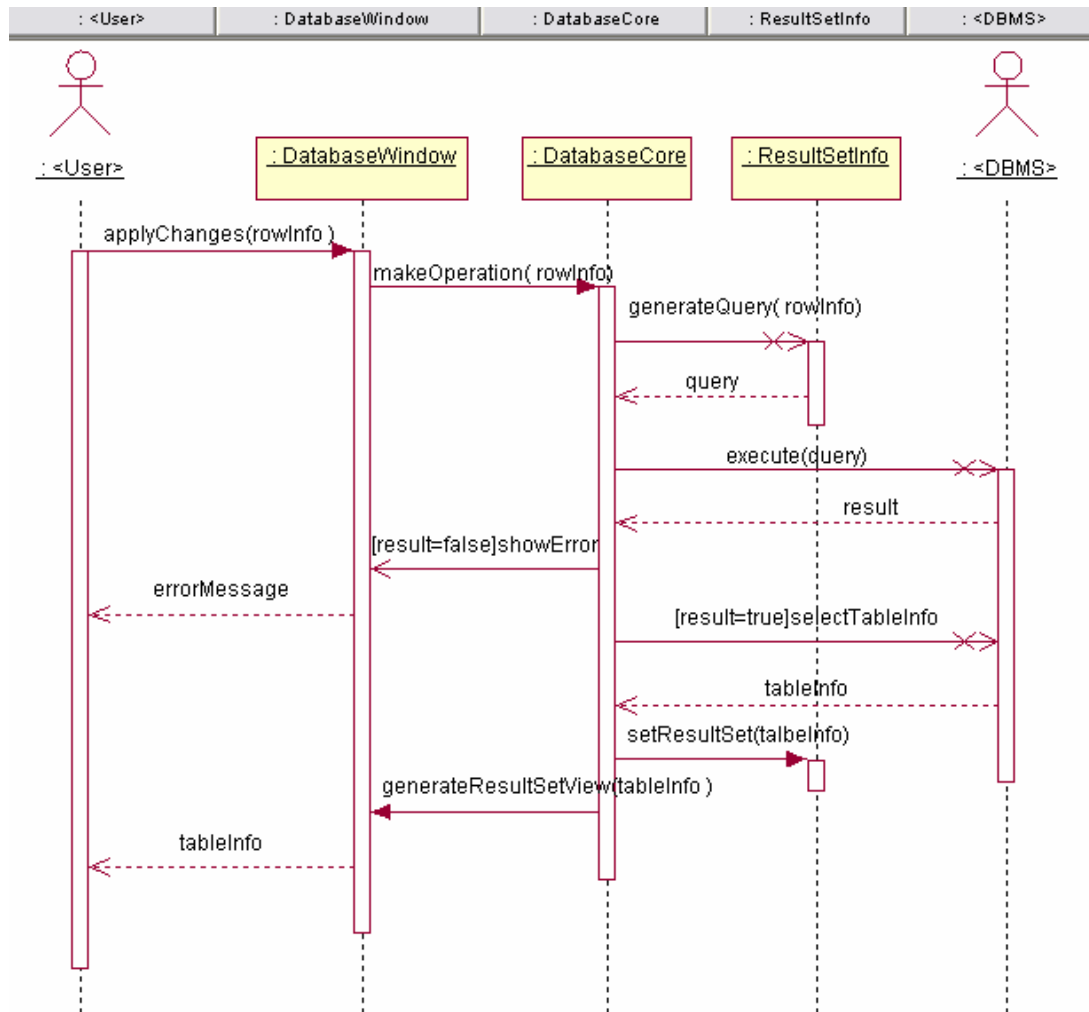 : <User>
: DatabaseWindow
: DatabaseCore
: ResultSetInfo
: <DBMS>
: <User>
: DatabaseWindow
: DatabaseCore
: ResultSetInfo
: <DBMS>
applyChanges(rowInfo )
makeOperation( rowInfo)
generateQuery( rowInfo)
query
execute(query)
result
[result=false]showError
errorMessage
[result=true]selectTableInfo
tableInfo
setResultSet(talbeInfo)
generateResultSetView(tableInfo )
tableInfo